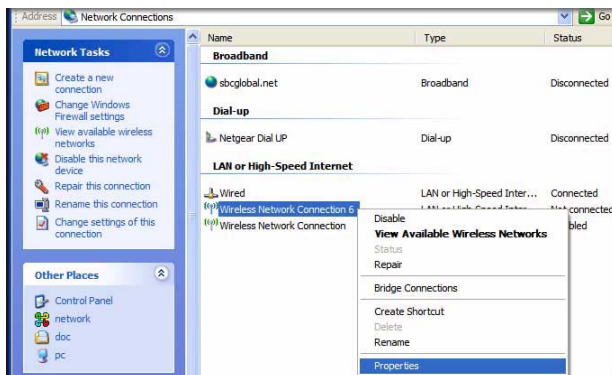 Address Network Connections Go
Network Tasks
Create a new
connection
Change Windows
Firewall settings
View available wireless
networks
Disable this network
device
Repair this connection
Rename this connection
Change settings of this
connection
Other Places
Control Panel
network
doc
pc
Name Type Status
Broadband
sbcglobal.net Broadband Disconnected
Dial-up
Netgear Dial UP Dial-up Disconnected
LAN or High-Speed Internet
Wired LAN or High-Speed Inter... Connected
Wireless Network Connection 6 connected
Wireless Network Connection
Disable
View Available Wireless Networks
Status
Repair
Bridge Connections
Create Shortcut
Delete
Rename
Properties